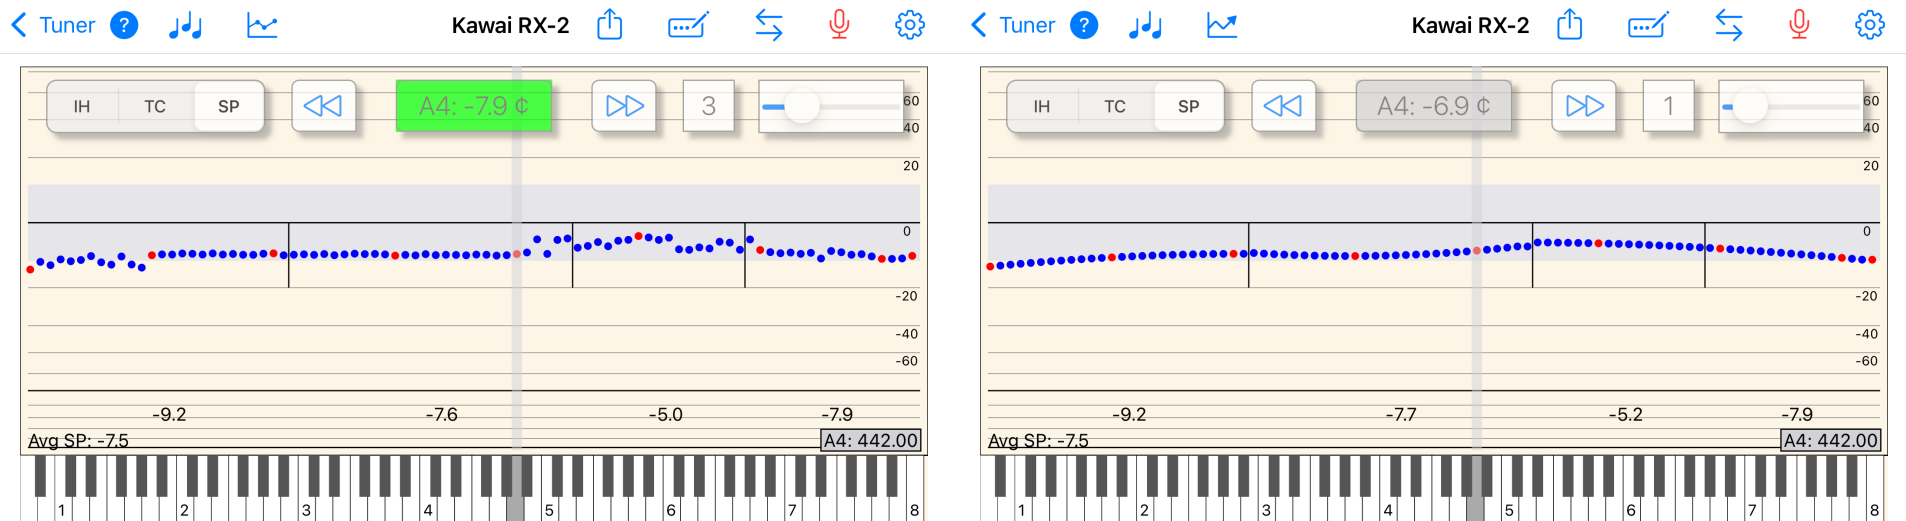 Tuner ? Kawai RX-2
IH TC SP A4: -7.9 ¢ 3
60
40
20
0
-20
-40
-60
-9.2 -7.6 -5.0 -7.9
Avg SP: -7.5 A4: 442.00
1 2 3 4 5 6 7 8
Tuner ? Kawai RX-2
IH TC SP A4: -6.9 ¢ 1
60
40
20
0
-20
-40
-60
-9.2 -7.7 -5.2 -7.9
Avg SP: -7.5 A4: 442.00
1 2 3 4 5 6 7 8